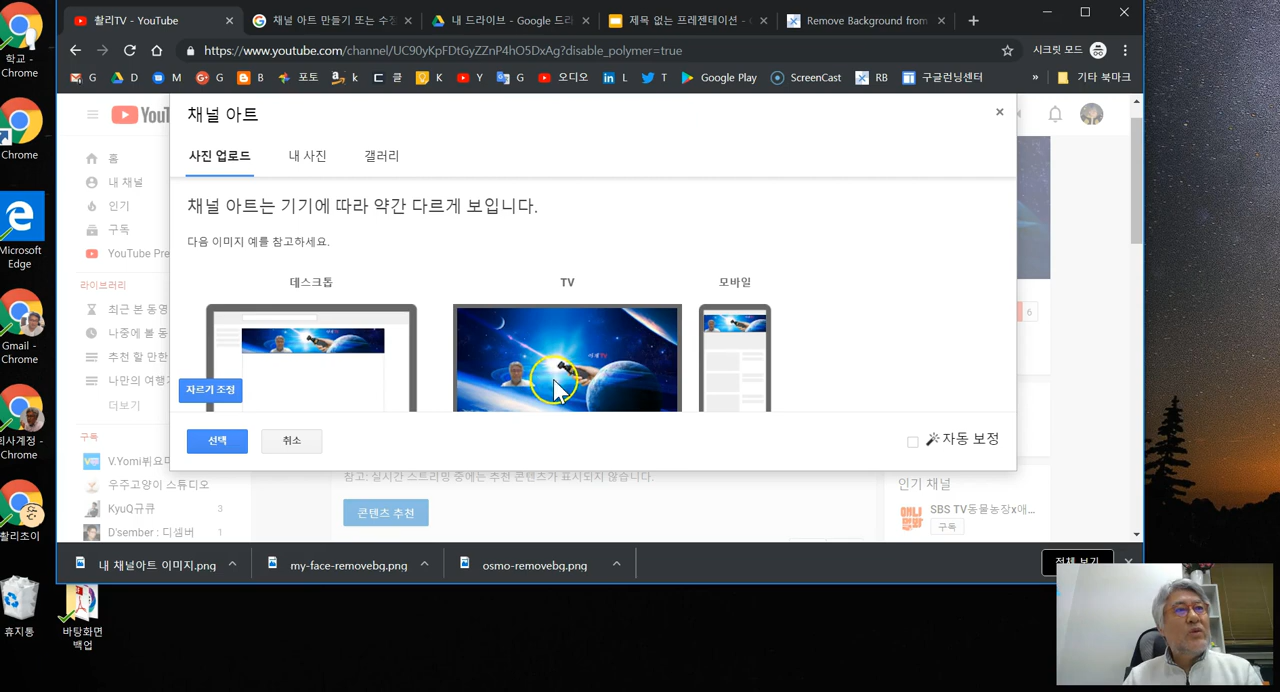 학교 -
Chrome
Chrome
Microsoft
Edge
Gmail -
Chrome
회사계정 -
Chrome
촬리초이
휴지통
바탕화면
백업
촬리TV - YouTube
채널 아트 만들기 또는 수정
내 드라이브 - Google 드라
제목 없는 프레젠테이션 -
Remove Background from
https://www.youtube.com/channel/UC90yKpFDtGyZZnP4hO5DxAg?disable_polymer=true
시크릿 모드
G
D
M
G
B
포토
k
글
K
Y
G
오디오
L
T
Google Play
ScreenCast
RB
구글런닝센터
»
기타 북마크
채널 아트
×
사진 업로드
내 사진
갤러리
채널 아트는 기기에 따라 약간 다르게 보입니다.
다음 이미지 예를 참고하세요.
데스크톱
TV
모바일
자르기 조정
선택
취소
자동 보정
YouT
홈
내 채널
인기
구독
YouTube Pre
라이브러리
최근 본 동영
나중에 볼 동
추천 할 만한
나만의 여행
더보기
구독
V.Yomi뷔요미
우주고양이 스튜디오
KyuQ규큐
3
D'sember : 디셈버
1
6
참고: 실시간 스트리밍 중에는 추천 콘텐츠가 표시되지 않습니다.
콘텐츠 추천
인기 채널
SBS TV동물농장x애...
구독
내 채널아트 이미지.png
my-face-removebg.png
osmo-removebg.png
전체 보기